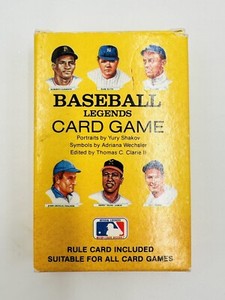 BASEBALL
LEGENDS
CARD GAME
Portraits by Yury Shakov
Symbols by Adriana Wechsler
Edited by Thomas C. Clarie II
RULE CARD INCLUDED
SUITABLE FOR ALL CARD GAMES